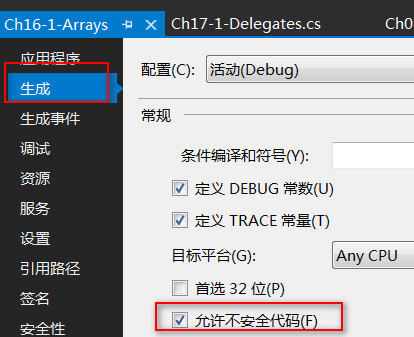 Ch16-1-Arrays Ch17-1-Delegates.cs Ch0
应用程序
生成
生成事件
调试
资源
服务
设置
引用路径
签名
安全性
配置(C): 活动(Debug)
常规
条件编译和符号(Y):
定义 DEBUG 常数(U)
定义 TRACE 常量(T)
目标平台(G): Any CPU
首选 32 位(P)
允许不安全代码(F)